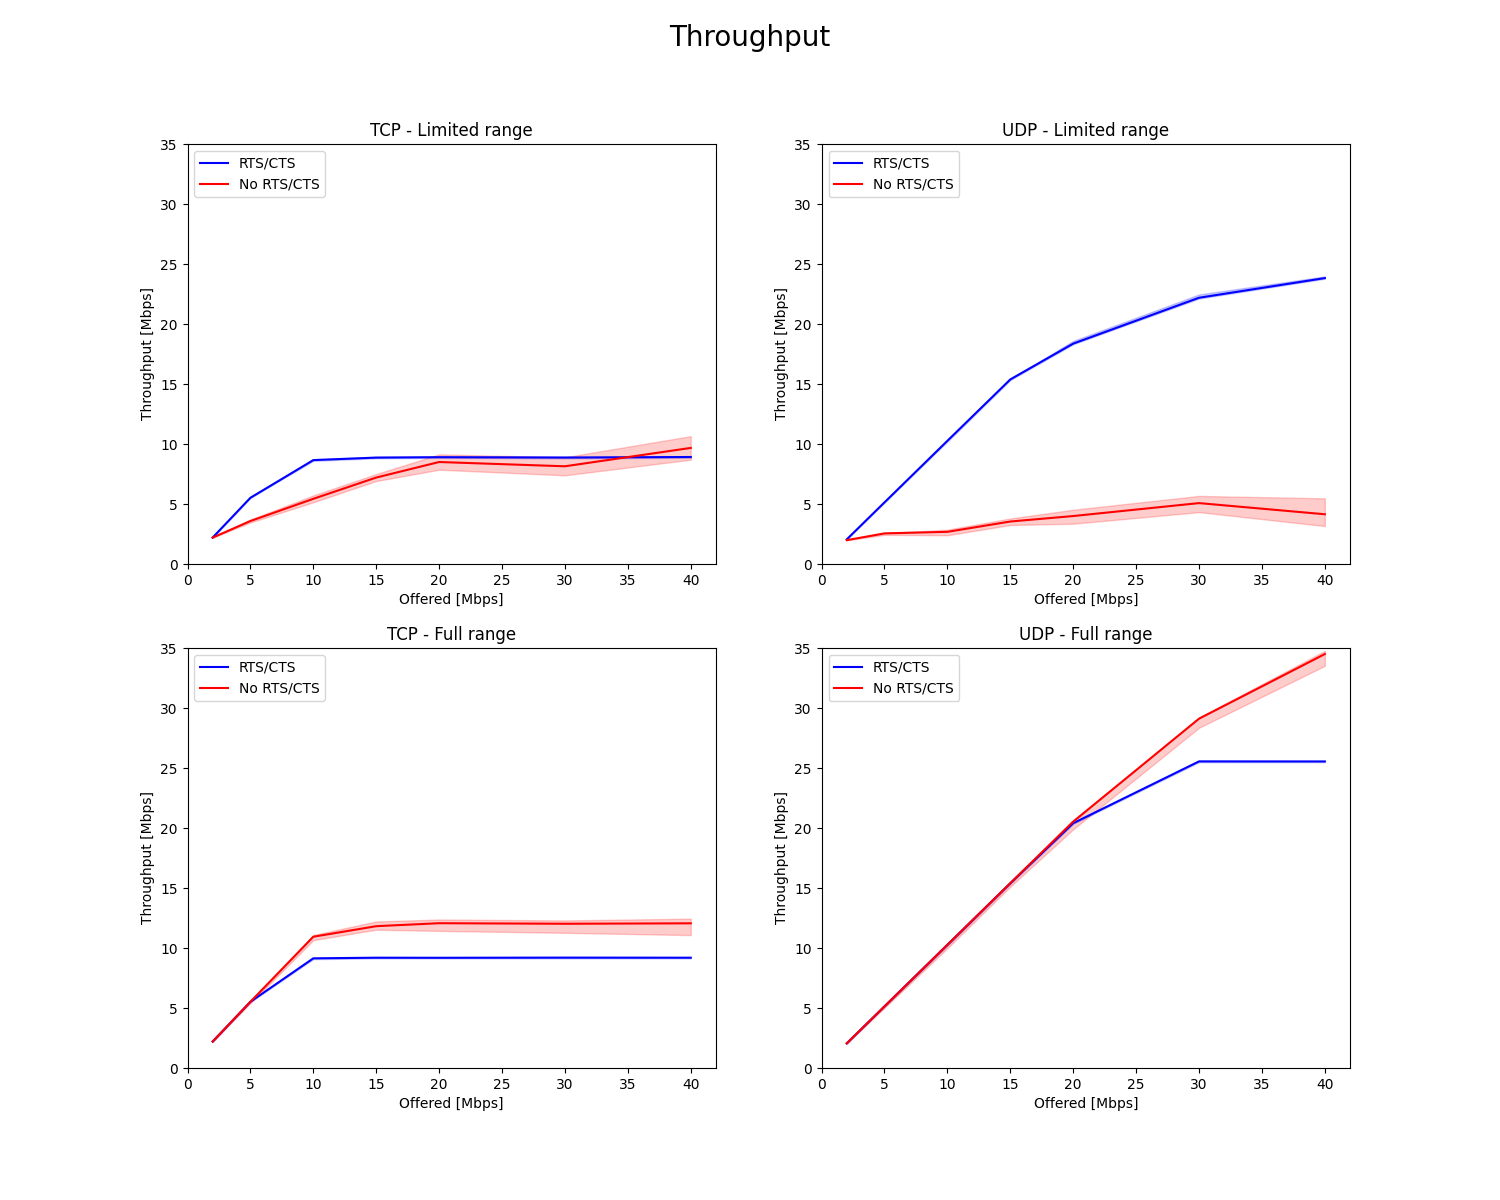 Throughput
TCP - Limited range
35
30
25
20
15
10
5
0
Throughput [Mbps]
RTS/CTS
No RTS/CTS
0 5 10 15 20 25 30 35 40
Offered [Mbps]
UDP - Limited range
35
30
25
20
15
10
5
0
Throughput [Mbps]
RTS/CTS
No RTS/CTS
0 5 10 15 20 25 30 35 40
Offered [Mbps]
TCP - Full range
35
30
25
20
15
10
5
0
Throughput [Mbps]
RTS/CTS
No RTS/CTS
0 5 10 15 20 25 30 35 40
Offered [Mbps]
UDP - Full range
35
30
25
20
15
10
5
0
Throughput [Mbps]
RTS/CTS
No RTS/CTS
0 5 10 15 20 25 30 35 40
Offered [Mbps]